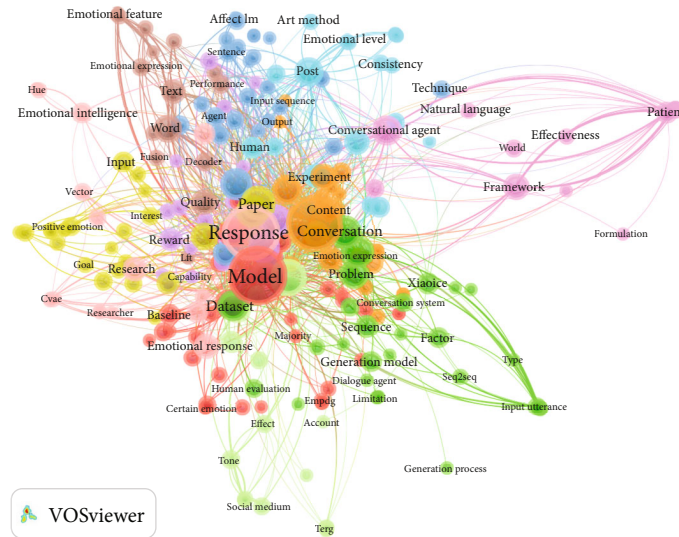 Emotional feature
Affect lm
Art method
Sentence
Emotional level
Emotional expression
Performance
Post
Consistency
Hue
Text
Input sequence
Technique
Agent
Patient
Emotional intelligence
Output
Natural language
Word
Conversational agent
Effectiveness
Human
World
Fusion
Decoder
Input
Experiment
Framework
Vector
Quality
Paper
Content
Interest
Positive emotion
Response
Conversation
Formulation
Reward
Lft
Emotion expression
Goal
Research
Capability
Model
Problem
Xiaoice
Cvae
Researcher
Dataset
Conversation system
Baseline
Sequence
Majority
Factor
Emotional response
Generation model
Type
Dialogue agent
Seq2seq
Human evaluation
Empdg
Limitation
Certain emotion
Input utterance
Effect
Account
Tone
Generation process
Social medium
Terg
VOSviewer